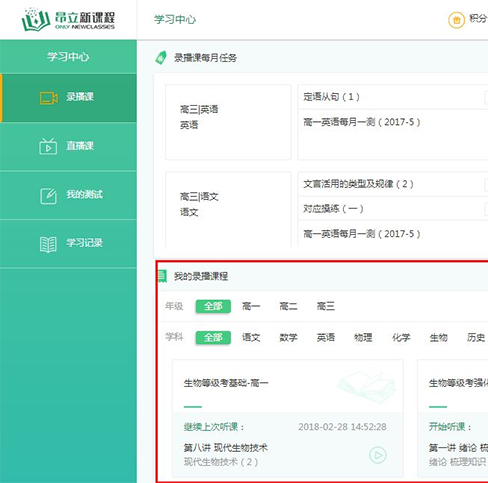 昂立新课程
ONLY NEWCLASSES
学习中心
积分
学习中心
录播课
直播课
我的测试
学习记录
录播课每月任务
高三|英语
英语
定语从句（1）
高一英语每月一测（2017-5）
高三|语文
语文
文言活用的类型及规律（2）
对应操练（一）
高一英语每月一测（2017-5）
我的录播课程
年级 全部 高一 高二 高三
学科 全部 语文 数学 英语 物理 化学 生物 历史
生物等级考基础-高一
继续上次听课： 2018-02-28 14:52:28
第八讲 现代生物技术
现代生物技术（2）
生物等级考强化
开始听课：
第一讲 绪论 梳
绪论 梳理知识